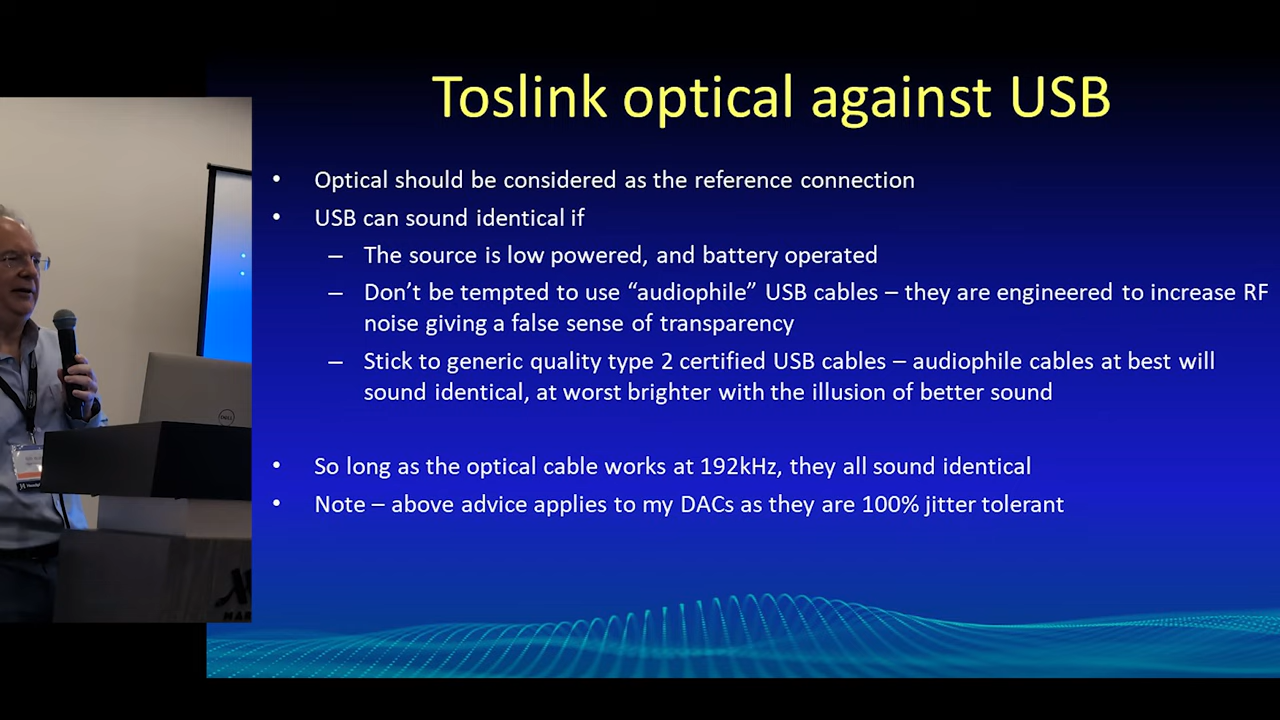 Toslink optical against USB
• Optical should be considered as the reference connection
• USB can sound identical if
– The source is low powered, and battery operated
– Don’t be tempted to use “audiophile” USB cables – they are engineered to increase RF
noise giving a false sense of transparency
– Stick to generic quality type 2 certified USB cables – audiophile cables at best will
sound identical, at worst brighter with the illusion of better sound
• So long as the optical cable works at 192kHz, they all sound identical
• Note – above advice applies to my DACs as they are 100% jitter tolerant
DELL